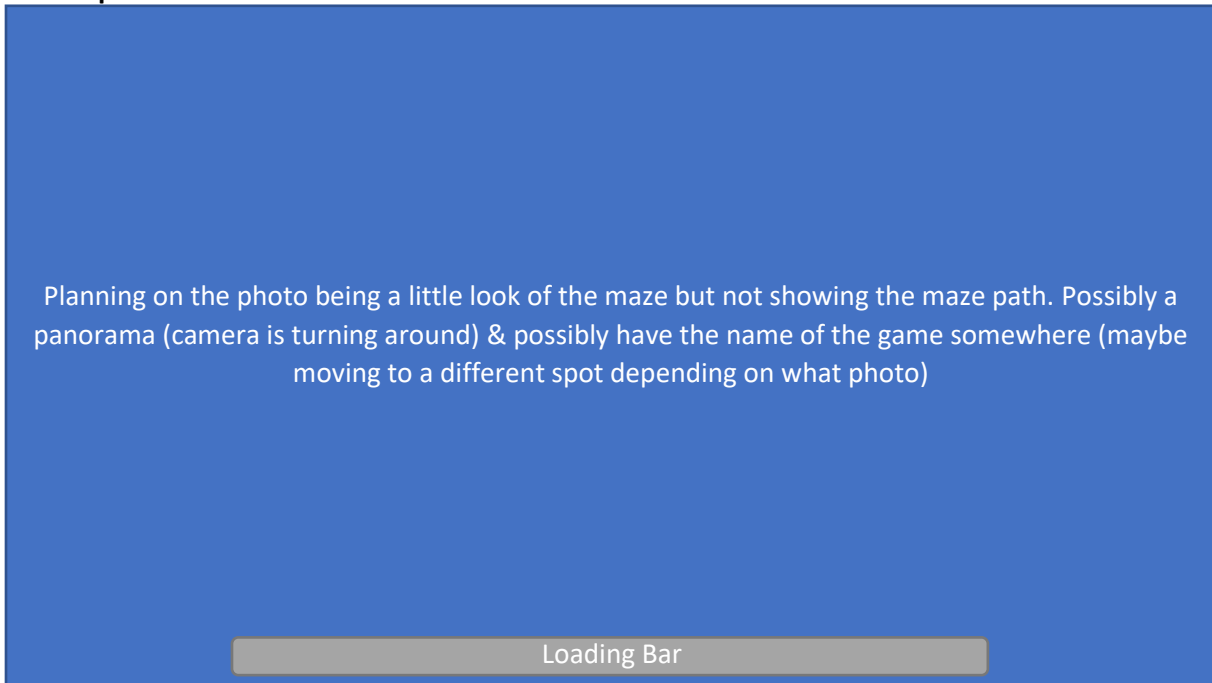 Planning on the photo being a little look of the maze but not showing the maze path. Possibly a
panorama (camera is turning around) & possibly have the name of the game somewhere (maybe
moving to a different spot depending on what photo)
Loading Bar